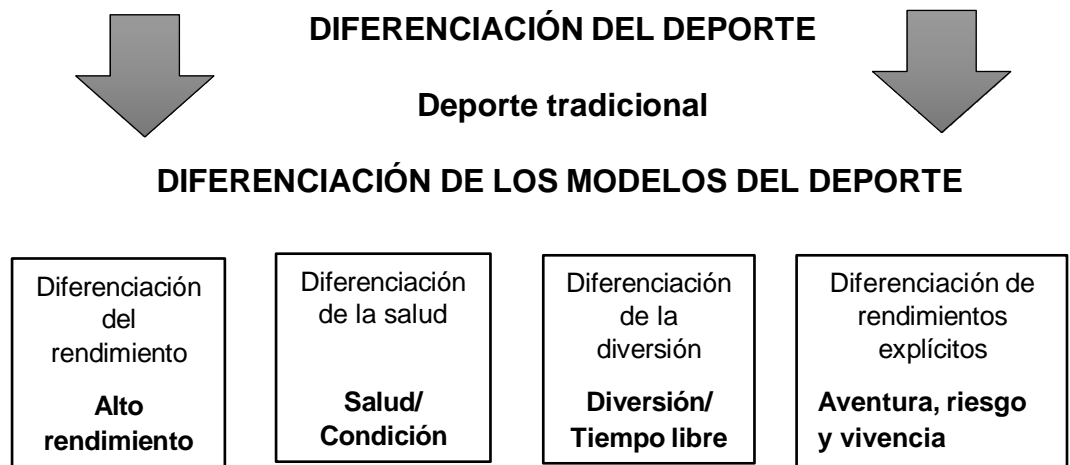 DIFERENCIACIÓN DEL DEPORTE
Deporte tradicional
DIFERENCIACIÓN DE LOS MODELOS DEL DEPORTE
Diferenciación
del
rendimiento
Alto
rendimiento
Diferenciación
de la salud
Salud/
Condición
Diferenciación
de la
diversión
Diversión/
Tiempo libre
Diferenciación de
rendimientos
explícitos
Aventura, riesgo
y vivencia